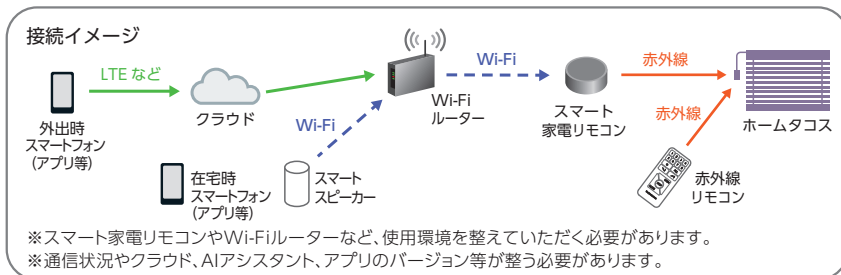 接続イメージ
LTEなど
クラウド
外出時
スマートフォン
(アプリ等)
Wi-Fi
Wi-Fi
Wi-Fi
ルーター
在宅時
スマートフォン
(アプリ等)
スマート
スピーカー
スマート
家電リモコン
赤外線
赤外線
ホームタコス
赤外線
リモコン
※スマート家電リモコンやWi-Fiルーターなど、使用環境を整えていただく必要があります。
※通信状況やクラウド、AIアシスタント、アプリのバージョン等が整う必要があります。